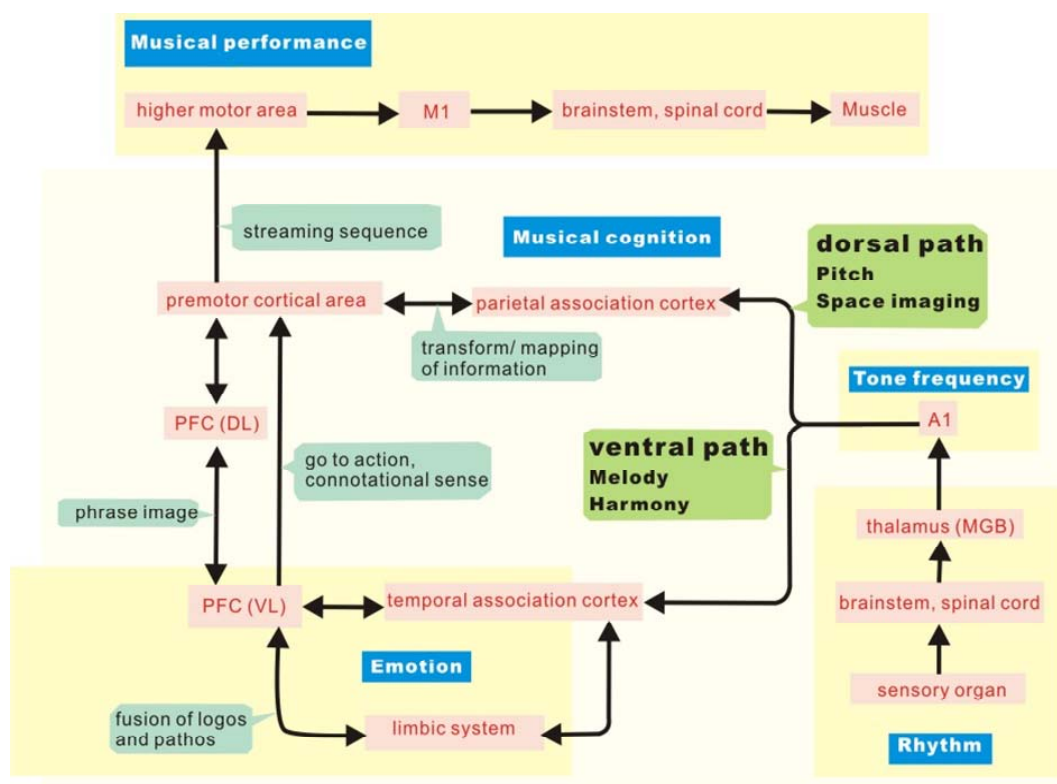 Musical performance
higher motor area
M1
brainstem, spinal cord
Muscle
streaming sequence
Musical cognition
dorsal path
Pitch
Space imaging
premotor cortical area
parietal association cortex
transform/ mapping
of information
Tone frequency
A1
PFC (DL)
ventral path
Melody
Harmony
go to action,
connotational sense
phrase image
thalamus (MGB)
brainstem, spinal cord
PFC (VL)
temporal association cortex
Emotion
sensory organ
fusion of logos
and pathos
limbic system
Rhythm